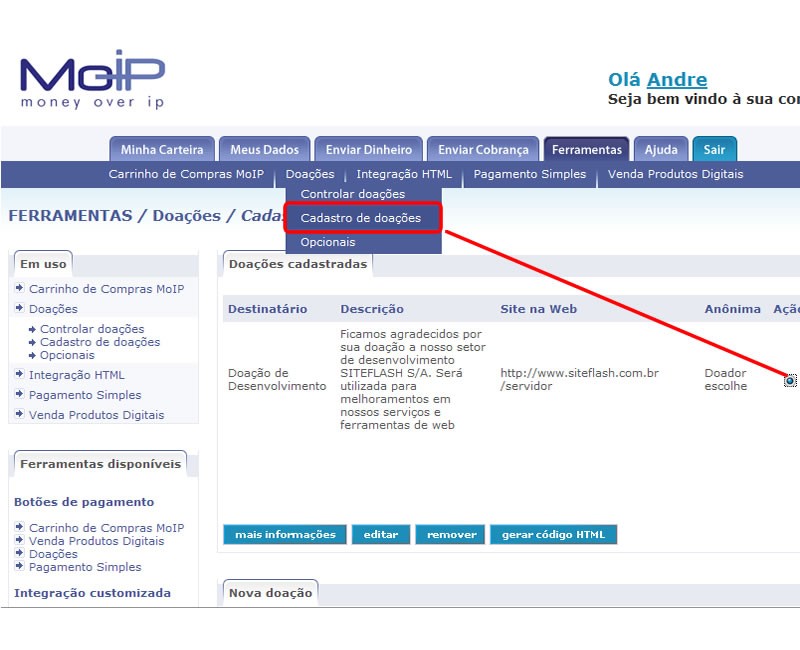 MoIP
money over ip
Olá Andre
Seja bem vindo à sua con
Minha Carteira
Meus Dados
Enviar Dinheiro
Enviar Cobrança
Ferramentas
Ajuda
Sair
Carrinho de Compras MoIP
Doações
Integração HTML
Pagamento Simples
Venda Produtos Digitais
Controlar doações
Cadastro de doações
Opcionais
FERRAMENTAS / Doações / Cadas
Em uso
Carrinho de Compras MoIP
Doações
Controlar doações
Cadastro de doações
Opcionais
Integração HTML
Pagamento Simples
Venda Produtos Digitais
Ferramentas disponíveis
Botões de pagamento
Carrinho de Compras MoIP
Venda Produtos Digitais
Doações
Pagamento Simples
Integração customizada
Doações cadastradas
Destinatário
Descrição
Site na Web
Anônima
Ação
Doação de
Desenvolvimento
Ficamos agradecidos por
sua doação a nosso setor
de desenvolvimento
SITEFLASH S/A. Será
utilizada para
melhoramentos em
nossos serviços e
ferramentas de web
http://www.siteflash.com.br
/servidor
Doador
escolhe
mais informações
editar
remover
gerar código HTML
Nova doação